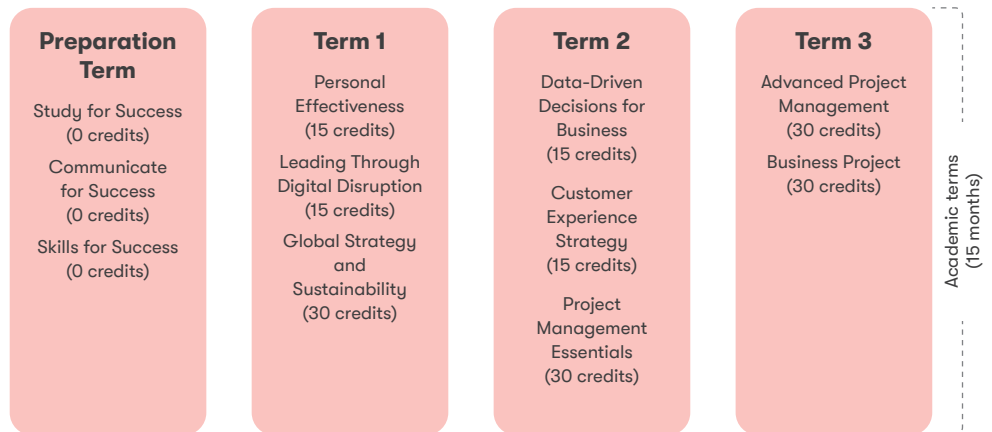 Preparation
Term
Study for Success
(0 credits)
Communicate
for Success
(0 credits)
Skills for Success
(0 credits)
Term 1
Personal
Effectiveness
(15 credits)
Leading Through
Digital Disruption
(15 credits)
Global Strategy
and
Sustainability
(30 credits)
Term 2
Data-Driven
Decisions for
Business
(15 credits)
Customer
Experience
Strategy
(15 credits)
Project
Management
Essentials
(30 credits)
Term 3
Advanced Project
Management
(30 credits)
Business Project
(30 credits)
Academic terms
(15 months)